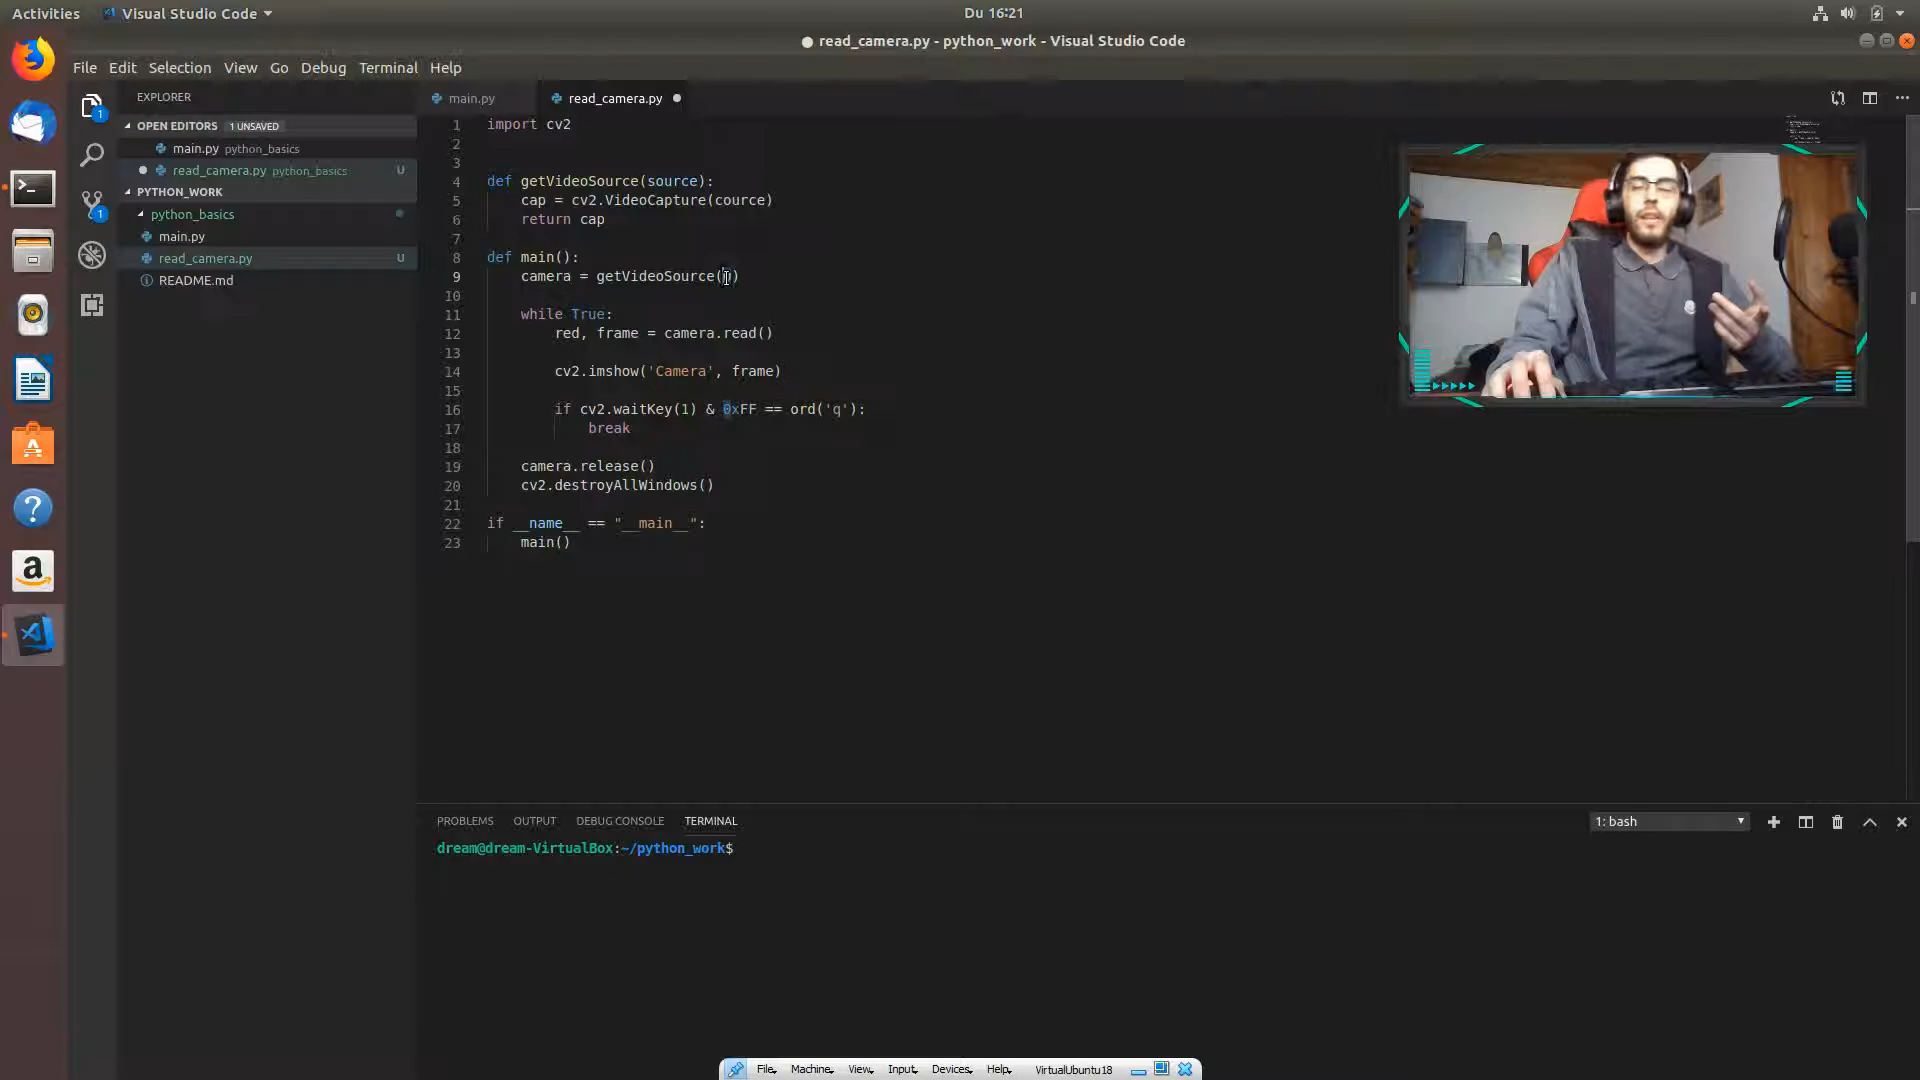 Activities
Visual Studio Code
Du 16:21
read_camera.py - python_work - Visual Studio Code
File Edit Selection View Go Debug Terminal Help
EXPLORER
OPEN EDITORS 1 UNSAVED
main.py python_basics
read_camera.py python_basics U
PYTHON_WORK
python_basics
main.py
read_camera.py U
README.md
1
1
main.py
read_camera.py
1 import cv2
2
3
4 def getVideoSource(source):
5 cap = cv2.VideoCapture(cource)
6 return cap
7
8 def main():
9 camera = getVideoSource()
10
11 while True:
12 red, frame = camera.read()
13
14 cv2.imshow('Camera', frame)
15
16 if cv2.waitKey(1) & 0xFF == ord('q'):
17 break
18
19 camera.release()
20 cv2.destroyAllWindows()
21
22 if __name__ == "__main__":
23 main()
PROBLEMS OUTPUT DEBUG CONSOLE TERMINAL
1: bash
dream@dream-VirtualBox:~/python_work$
File Machine View Input Devices Help VirtualUbuntu18